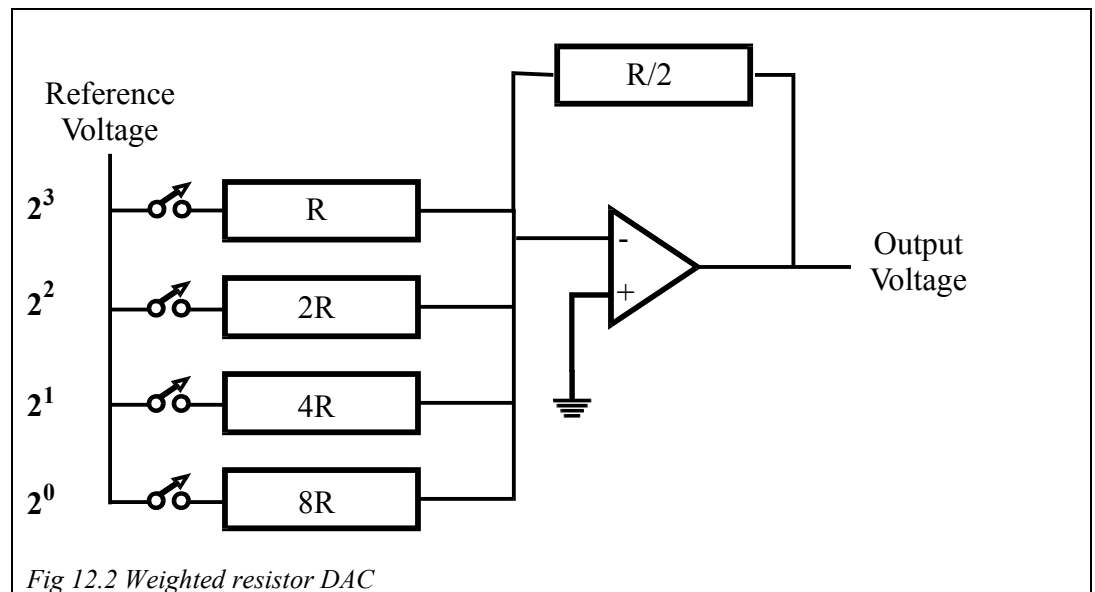 R/2
Reference
Voltage
2³
R
2²
2R
2¹
4R
2⁰
8R
-
+
Output
Voltage
Fig 12.2 Weighted resistor DAC